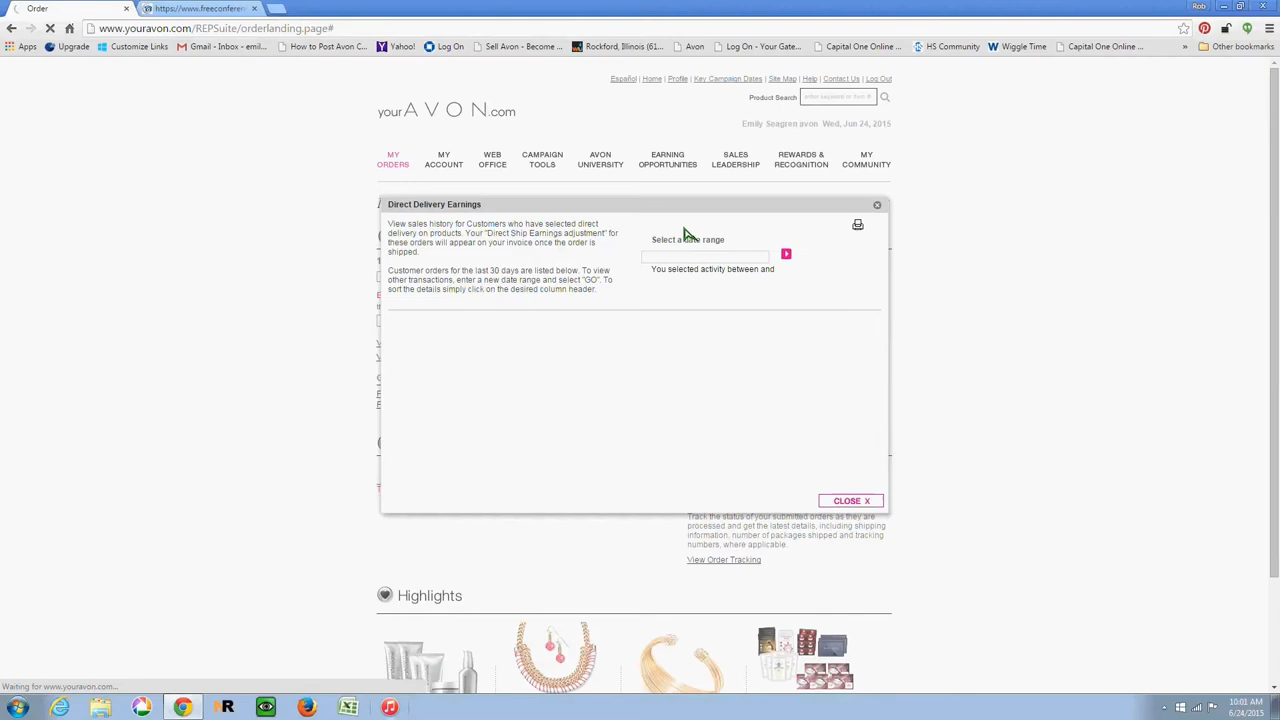 Order
https://www.freeconferen
Rob
www.youravon.com/REPSuite/orderlanding.page#
Apps
Upgrade
Customize Links
Gmail - Inbox - emil...
How to Post Avon C...
Yahoo!
Log On
Sell Avon - Become ...
Rockford, Illinois (61...
Avon
Log On - Your Gate...
Capital One Online ...
HS Community
Wiggle Time
Capital One Online ...
»
Other bookmarks
Español | Home | Profile | Key Campaign Dates | Site Map | Help | Contact Us | Log Out
Product Search
yourAVON.com
Emily Seagren avon Wed, Jun 24, 2015
MY ORDERS
MY ACCOUNT
WEB OFFICE
CAMPAIGN TOOLS
AVON UNIVERSITY
EARNING OPPORTUNITIES
SALES LEADERSHIP
REWARDS & RECOGNITION
MY COMMUNITY
Direct Delivery Earnings
View sales history for Customers who have selected direct
delivery on products. Your "Direct Ship Earnings adjustment" for
these orders will appear on your invoice once the order is
shipped.
Customer orders for the last 30 days are listed below. To view
other transactions, enter a new date range and select "GO". To
sort the details simply click on the desired column header.
Select a date range
You selected activity between and
CLOSE X
Track the status of your submitted orders as they are
processed and get the latest details, including shipping
information, number of packages shipped and tracking
numbers, where applicable.
View Order Tracking
Highlights
Waiting for www.youravon.com...
10:01 AM
6/24/2015